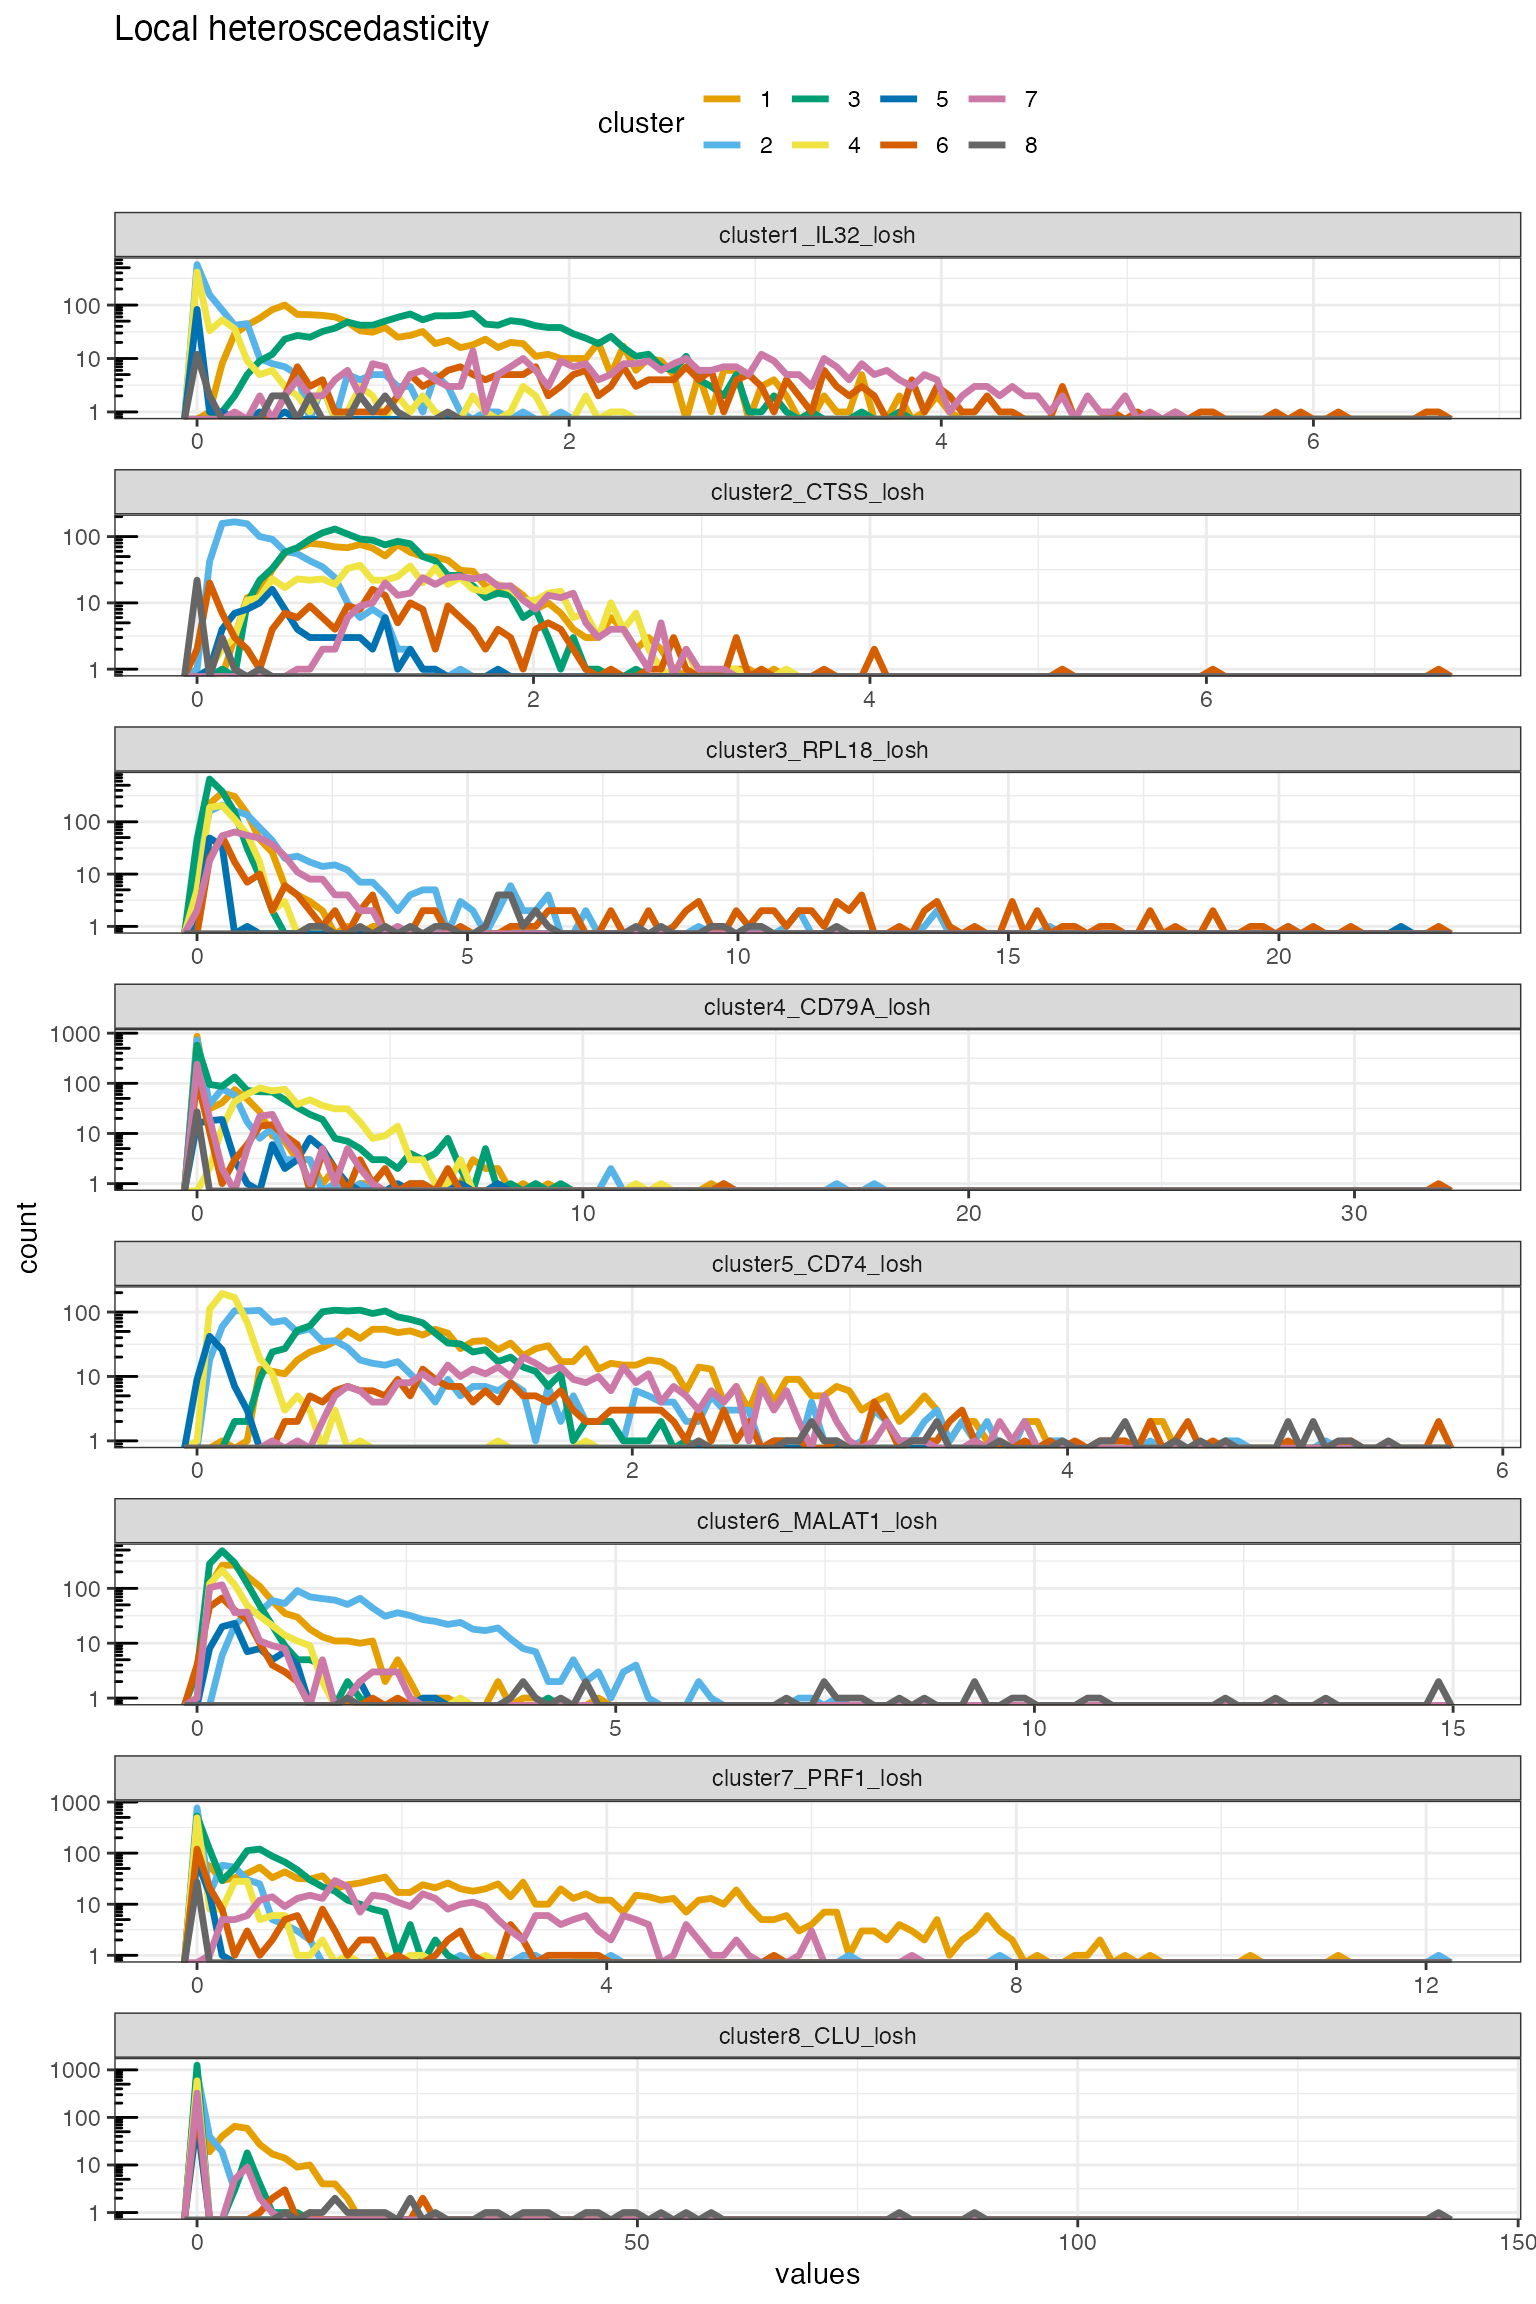 Local heteroscedasticity
cluster
1 3 5 7
2 4 6 8
cluster1_IL32_losh
100
10
1
0 2 4 6
cluster2_CTSS_losh
100
10
1
0 2 4 6
cluster3_RPL18_losh
100
10
1
0 5 10 15 20
cluster4_CD79A_losh
1000
100
10
1
0 10 20 30
count
cluster5_CD74_losh
100
10
1
0 2 4 6
cluster6_MALAT1_losh
100
10
1
0 5 10 15
cluster7_PRF1_losh
1000
100
10
1
0 4 8 12
cluster8_CLU_losh
1000
100
10
1
0 50 100 150
values